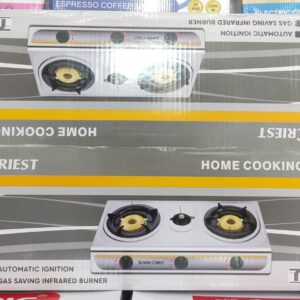 ESPRESSO COFFEE
GAS SAVING INFRARED BURNER
AUTOMATIC IGNITION
HOME COOKING
RIEST
HOME COOKING
AUTOMATIC IGNITION
GAS SAVING INFRARED BURNER